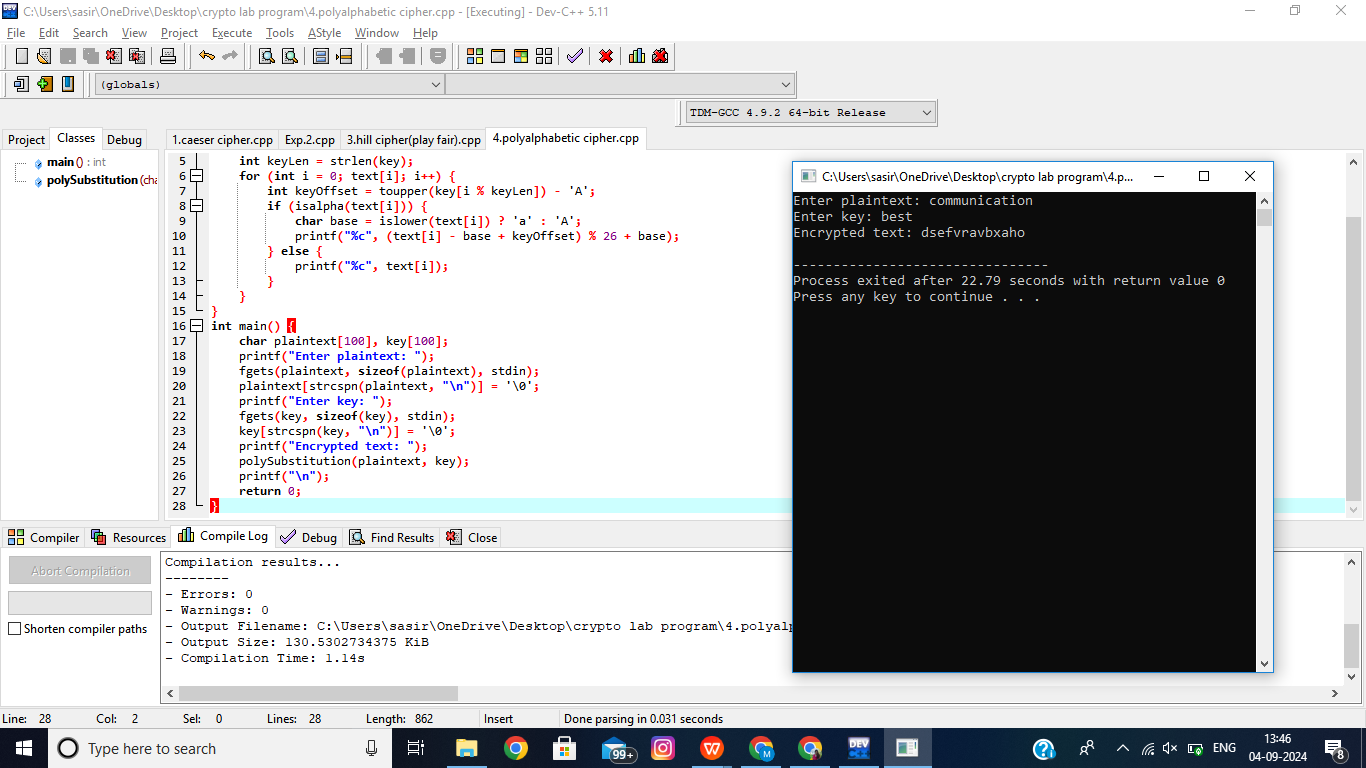 C:\Users\sasir\OneDrive\Desktop\crypto lab program\4.polyalphabetic cipher.cpp - [Executing] - Dev-C++ 5.11
File Edit Search View Project Execute Tools AStyle Window Help
(globals)
TDM-GCC 4.9.2 64-bit Release
Project Classes Debug
1.caeser cipher.cpp Exp.2.cpp 3.hill cipher(play fair).cpp 4.polyalphabetic cipher.cpp
main () : int
polySubstitution (cha
5 int keyLen = strlen(key);
6 for (int i = 0; text[i]; i++) {
7 int keyOffset = toupper(key[i % keyLen]) - 'A';
8 if (isalpha(text[i])) {
9 char base = islower(text[i]) ? 'a' : 'A';
10 printf("%c", (text[i] - base + keyOffset) % 26 + base);
11 } else {
12 printf("%c", text[i]);
13 }
14 }
15 }
16 int main() {
17 char plaintext[100], key[100];
18 printf("Enter plaintext: ");
19 fgets(plaintext, sizeof(plaintext), stdin);
20 plaintext[strcspn(plaintext, "\n")] = '\0';
21 printf("Enter key: ");
22 fgets(key, sizeof(key), stdin);
23 key[strcspn(key, "\n")] = '\0';
24 printf("Encrypted text: ");
25 polySubstitution(plaintext, key);
26 printf("\n");
27 return 0;
28 }
C:\Users\sasir\OneDrive\Desktop\crypto lab program\4.p...
Enter plaintext: communication
Enter key: best
Encrypted text: dsefvravbxaho
--------------------------------
Process exited after 22.79 seconds with return value 0
Press any key to continue . . .
Compiler Resources Compile Log Debug Find Results Close
Abort Compilation
Shorten compiler paths
Compilation results...
--------
- Errors: 0
- Warnings: 0
- Output Filename: C:\Users\sasir\OneDrive\Desktop\crypto lab program\4.polyalp
- Output Size: 130.5302734375 KiB
- Compilation Time: 1.14s
Line: 28 Col: 2 Sel: 0 Lines: 28 Length: 862 Insert Done parsing in 0.031 seconds
Type here to search
99+
M
DEV
ENG
13:46
04-09-2024
8